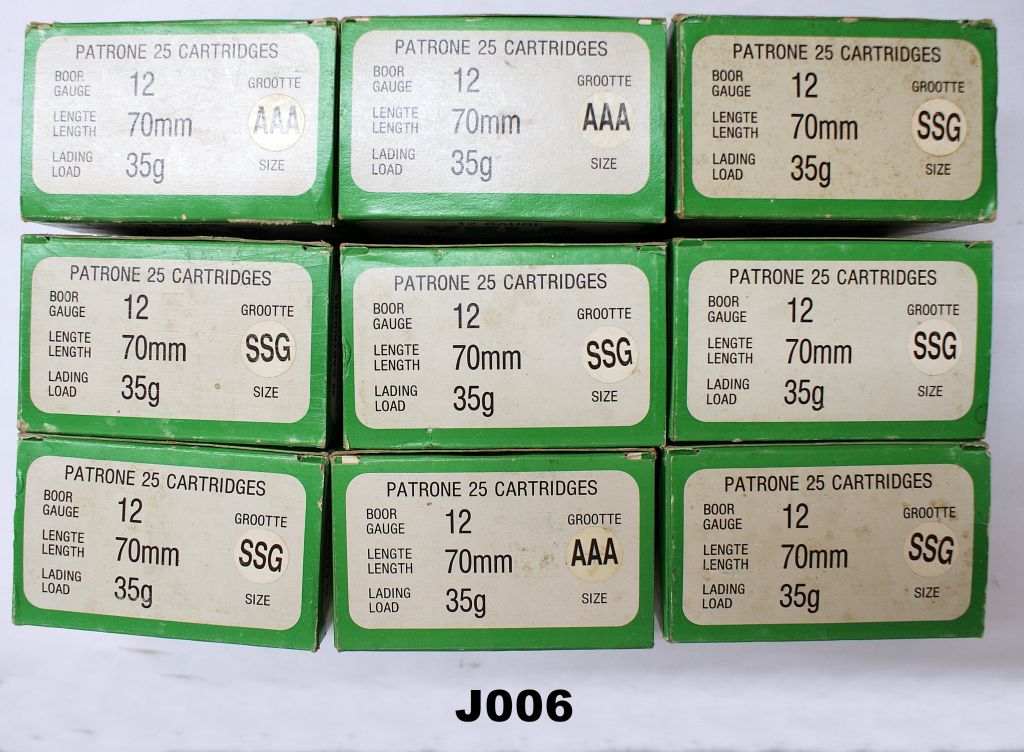 PATRONE 25 CARTRIDGES
BOOR GAUGE 12 GROOTTE
LENGTE LENGTH 70mm AAA
LADING LOAD 35g SIZE
PATRONE 25 CARTRIDGES
BOOR GAUGE 12 GROOTTE
LENGTE LENGTH 70mm AAA
LADING LOAD 35g SIZE
PATRONE 25 CARTRIDGES
BOOR GAUGE 12 GROOTTE
LENGTE LENGTH 70mm SSG
LADING LOAD 35g SIZE
12 GAUGE
PATRONE 25 CARTRIDGES
BOOR GAUGE 12 GROOTTE
LENGTE LENGTH 70mm SSG
LADING LOAD 35g SIZE
PATRONE 25 CARTRIDGES
BOOR GAUGE 12 GROOTTE
LENGTE LENGTH 70mm SSG
LADING LOAD 35g SIZE
PATRONE 25 CARTRIDGES
BOOR GAUGE 12 GROOTTE
LENGTE LENGTH 70mm SSG
LADING LOAD 35g SIZE
PATRONE 25 CARTRIDGES
BOOR GAUGE 12 GROOTTE
LENGTE LENGTH 70mm SSG
LADING LOAD 35g SIZE
PATRONE 25 CARTRIDGES
BOOR GAUGE 12 GROOTTE
LENGTE LENGTH 70mm AAA
LADING LOAD 35g SIZE
PATRONE 25 CARTRIDGES
BOOR GAUGE 12 GROOTTE
LENGTE LENGTH 70mm SSG
LADING LOAD 35g SIZE
J006